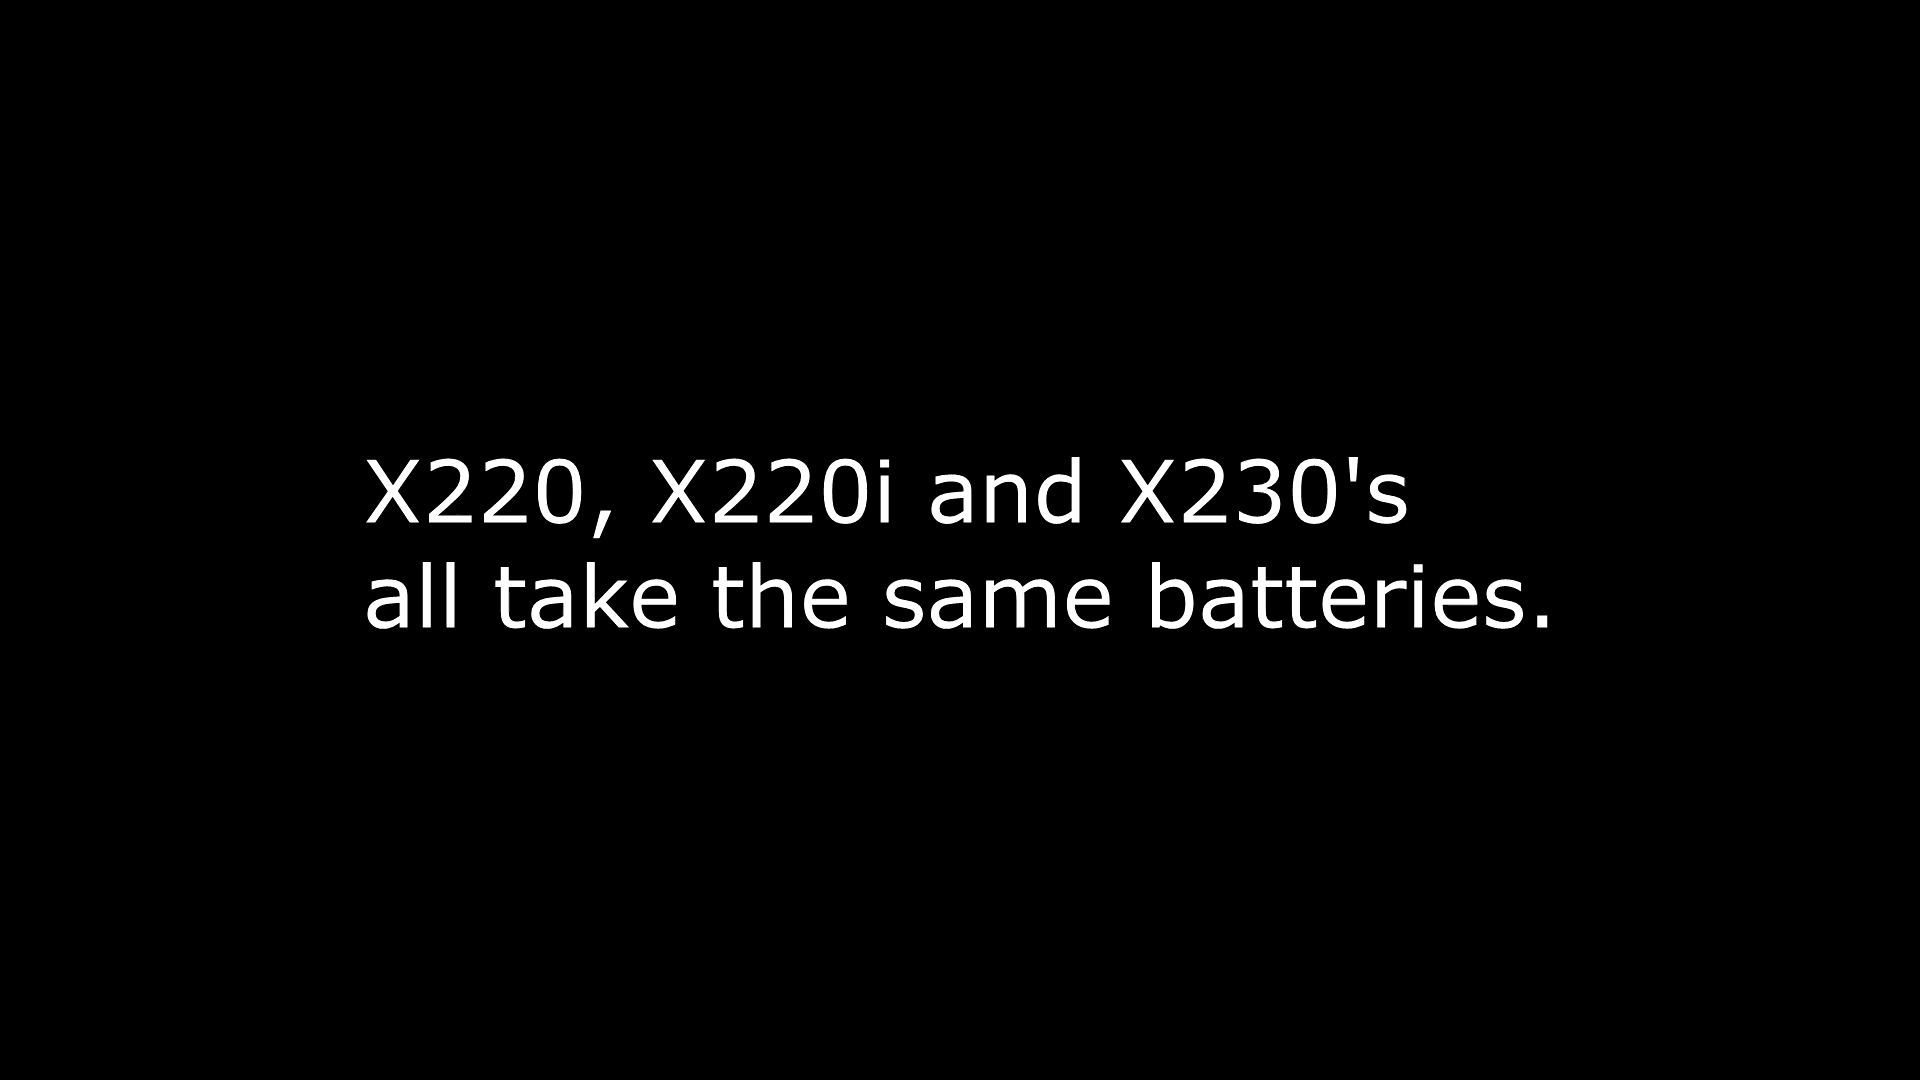 X220, X220i and X230's
all take the same batteries.